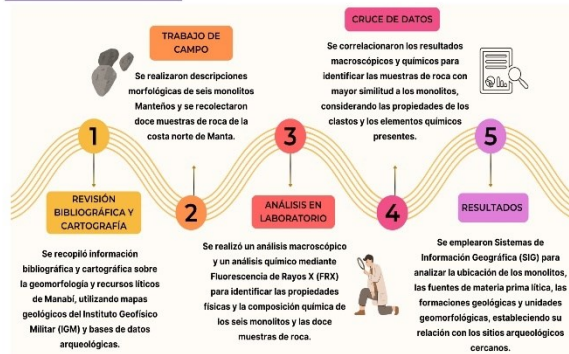 1
REVISIÓN
BIBLIOGRÁFICA Y
CARTOGRAFÍA
Se recopiló información
bibliográfica y cartográfica sobre
la geomorfología y recursos líticos
de Manabí, utilizando mapas
geológicos del Instituto Geofísico
Militar (IGM) y bases de datos
arqueológicas.
TRABAJO DE
CAMPO
Se realizaron descripciones
morfológicas de seis monolitos
Manteños y se recolectaron
doce muestras de roca de la
costa norte de Manta.
2
3
ANÁLISIS EN
LABORATORIO
Se realizó un análisis macroscópico
y un análisis químico mediante
Fluorescencia de Rayos X (FRX)
para identificar las propiedades
físicas y la composición química de
los seis monolitos y las doce
muestras de roca.
CRUCE DE DATOS
Se correlacionaron los resultados
macroscópicos y químicos para
identificar las muestras de roca con
mayor similitud a los monolitos,
considerando las propiedades de los
clastos y los elementos químicos
presentes.
4
5
RESULTADOS
Se emplearon Sistemas de
Información Geográfica (SIG) para
analizar la ubicación de los monolitos,
las fuentes de materia prima lítica, las
formaciones geológicas y unidades
geomorfológicas, estableciendo su
relación con los sitios arqueológicos
cercanos.